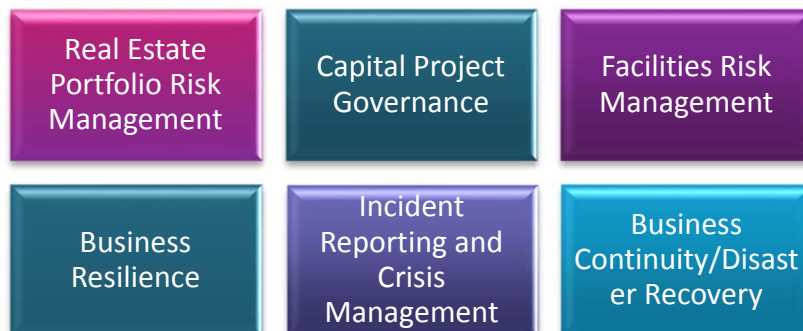 Real Estate
Portfolio Risk
Management
Capital Project
Governance
Facilities Risk
Management
Business
Resilience
Incident
Reporting and
Crisis
Management
Business
Continuity/Disast
er Recovery